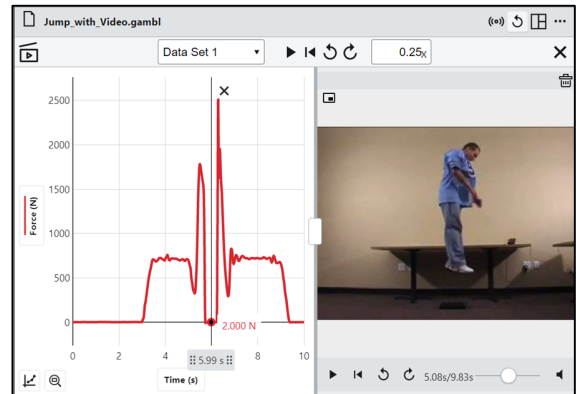 Jump_with_Video.gambl
Data Set 1
0.25x
2500
2000
1500
1000
500
0
Force (N)
2.000 N
0 2 4 5.99 s 8 10
Time (s)
5.08s/9.83s